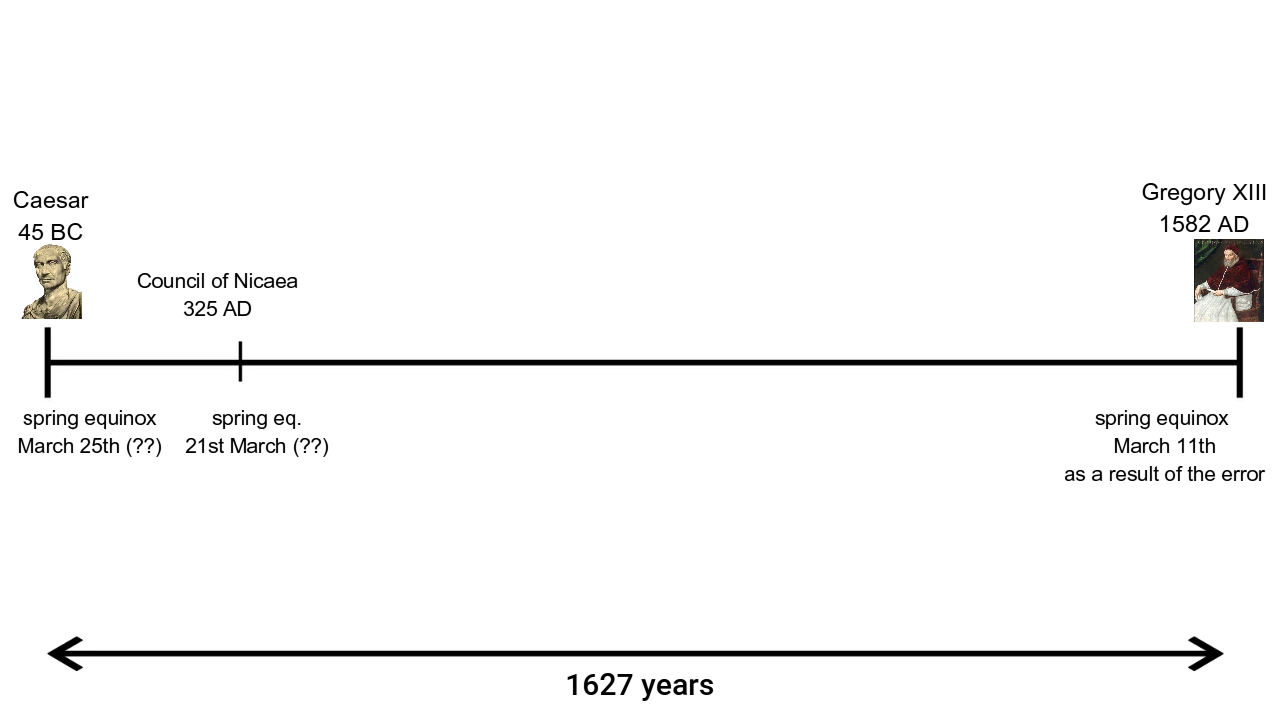 Caesar
45 BC
Gregory XIII
1582 AD
Council of Nicaea
325 AD
spring equinox
March 25th (??)
spring eq.
21st March (??)
spring equinox
March 11th
as a result of the error
1627 years